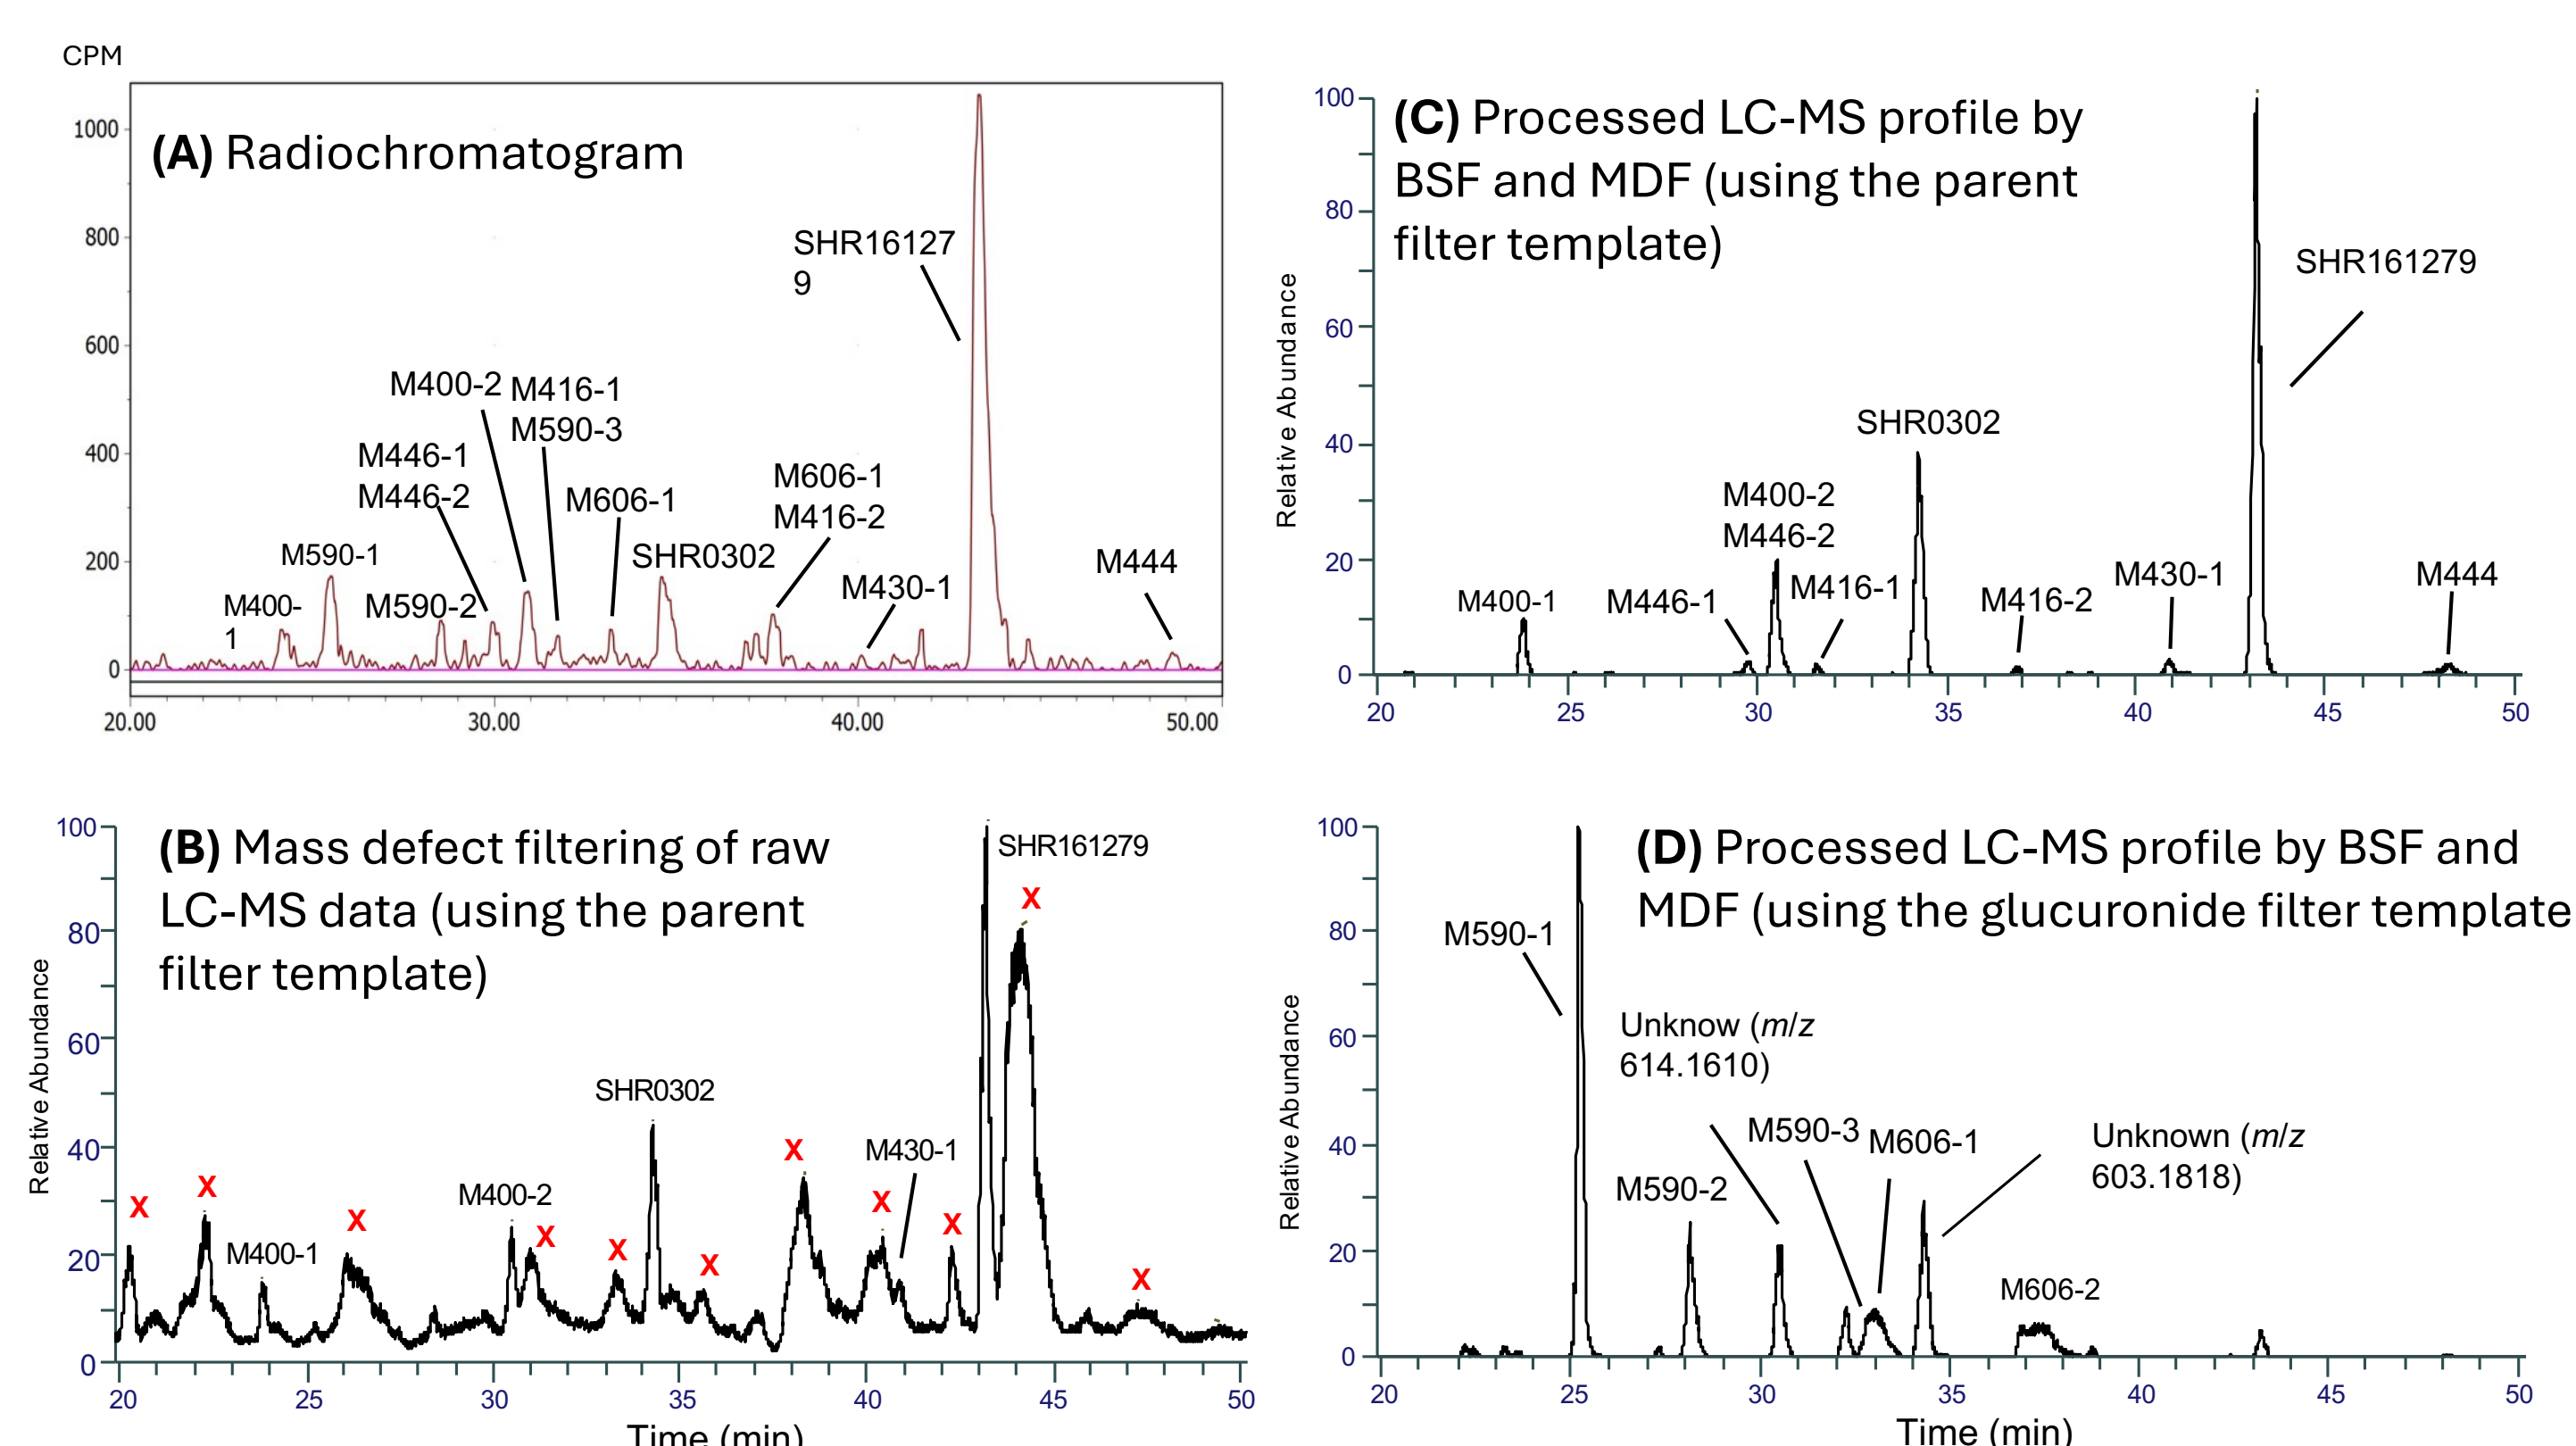 CPM
(A) Radiochromatogram
1000
800
600
400
200
0
SHR16127
9
M400-2
M416-1
M590-3
M446-1
M446-2
M606-1
M606-1
M416-2
M590-1
SHR0302
M400-
1
M590-2
M430-1
M444
20.00
30.00
40.00
50.00
(C) Processed LC-MS profile by
BSF and MDF (using the parent
filter template)
Relative Abundance
100
80
60
40
20
0
SHR161279
SHR0302
M400-2
M446-2
M400-1
M446-1
M416-1
M416-2
M430-1
M444
20
25
30
35
40
45
50
(B) Mass defect filtering of raw
LC-MS data (using the parent
filter template)
Relative Abundance
100
80
60
40
20
0
SHR161279
X
SHR0302
X
M430-1
X
X
M400-2
X
X
X
M400-1
X
X
X
X
X
20
25
30
35
40
45
50
Time (min)
(D) Processed LC-MS profile by BSF and
MDF (using the glucuronide filter template
Relative Abundance
100
80
60
40
20
0
M590-1
Unknow (m/z
614.1610)
M590-3
M606-1
Unknown (m/z
603.1818)
M590-2
M606-2
20
25
30
35
40
45
50
Time (min)